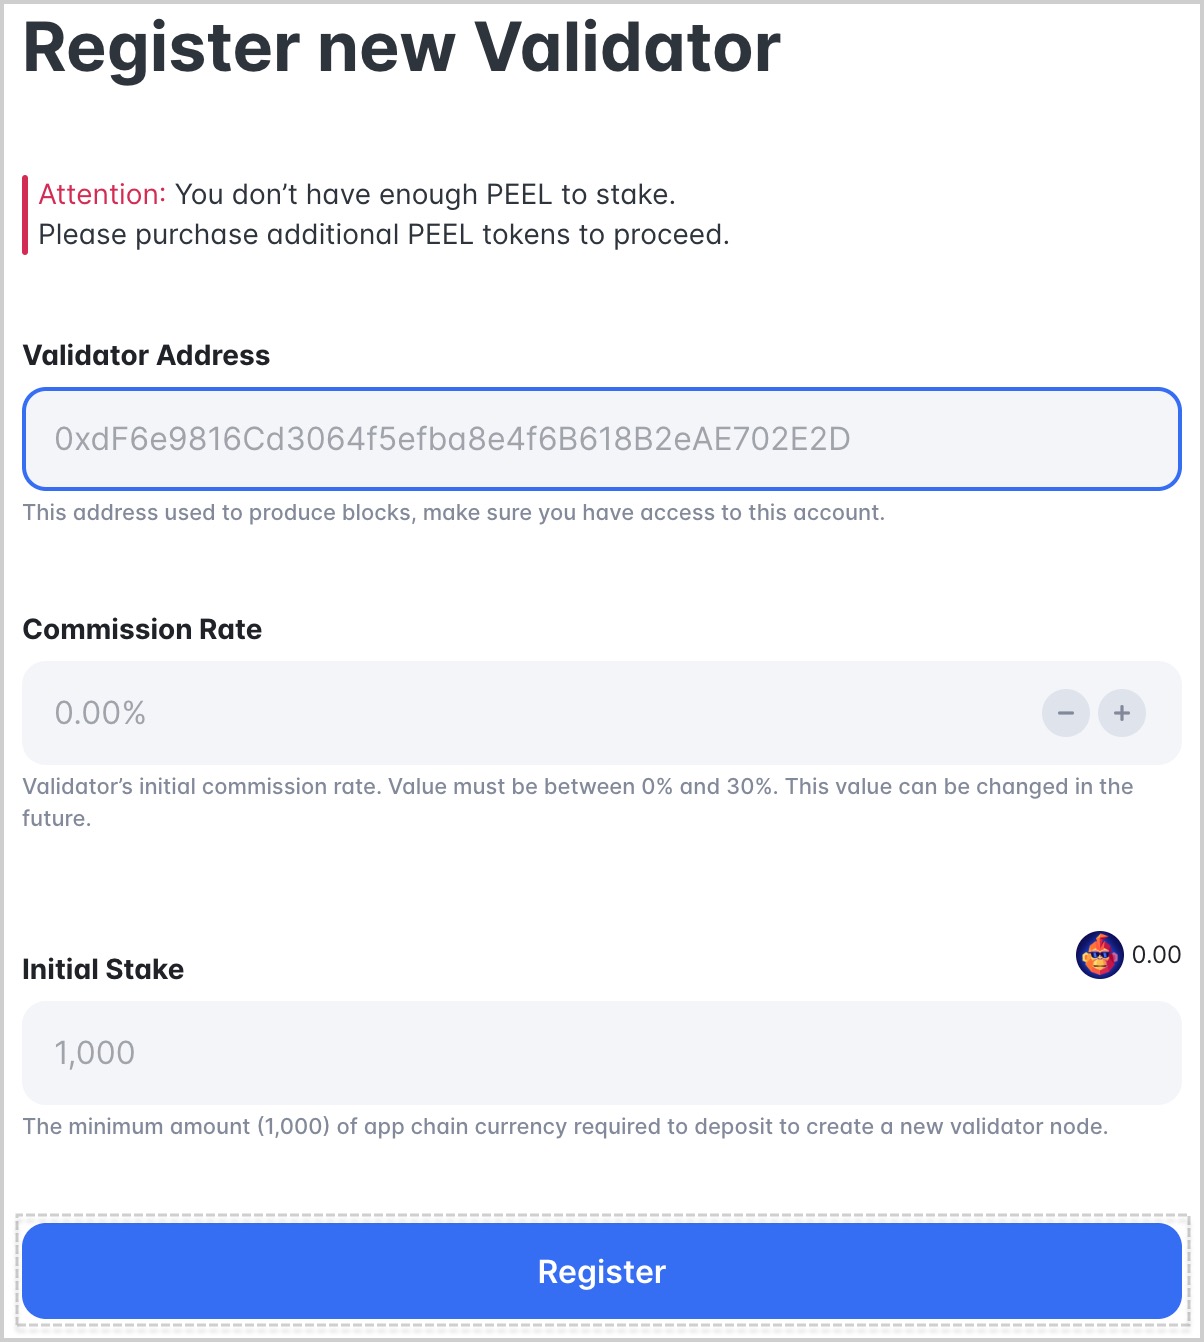 Register new Validator
Attention: You don’t have enough PEEL to stake.
Please purchase additional PEEL tokens to proceed.
Validator Address
0xdF6e9816Cd3064f5efba8e4f6B618B2eAE702E2D
This address used to produce blocks, make sure you have access to this account.
Commission Rate
0.00%
Validator’s initial commission rate. Value must be between 0% and 30%. This value can be changed in the
future.
Initial Stake
0.00
1,000
The minimum amount (1,000) of app chain currency required to deposit to create a new validator node.
Register